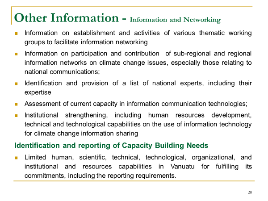 Other Information - Information and Networking
Information on establishment and activities of various thematic working
groups to facilitate information networking
Information on participation and contribution of sub-regional and regional
information networks on climate change issues, especially those relating to
national communications;
Identification and provision of a list of national experts, including their
expertise
Assessment of current capacity in information communication technologies;
Institutional strengthening, including human resources development,
technical and technological capabilities on the use of information technology
for climate change information sharing
Identification and reporting of Capacity Building Needs
Limited human, scientific, technical, technological, organizational, and
institutional and resources capabilities in Vanuatu for fulfilling its
commitments, including the reporting requirements.